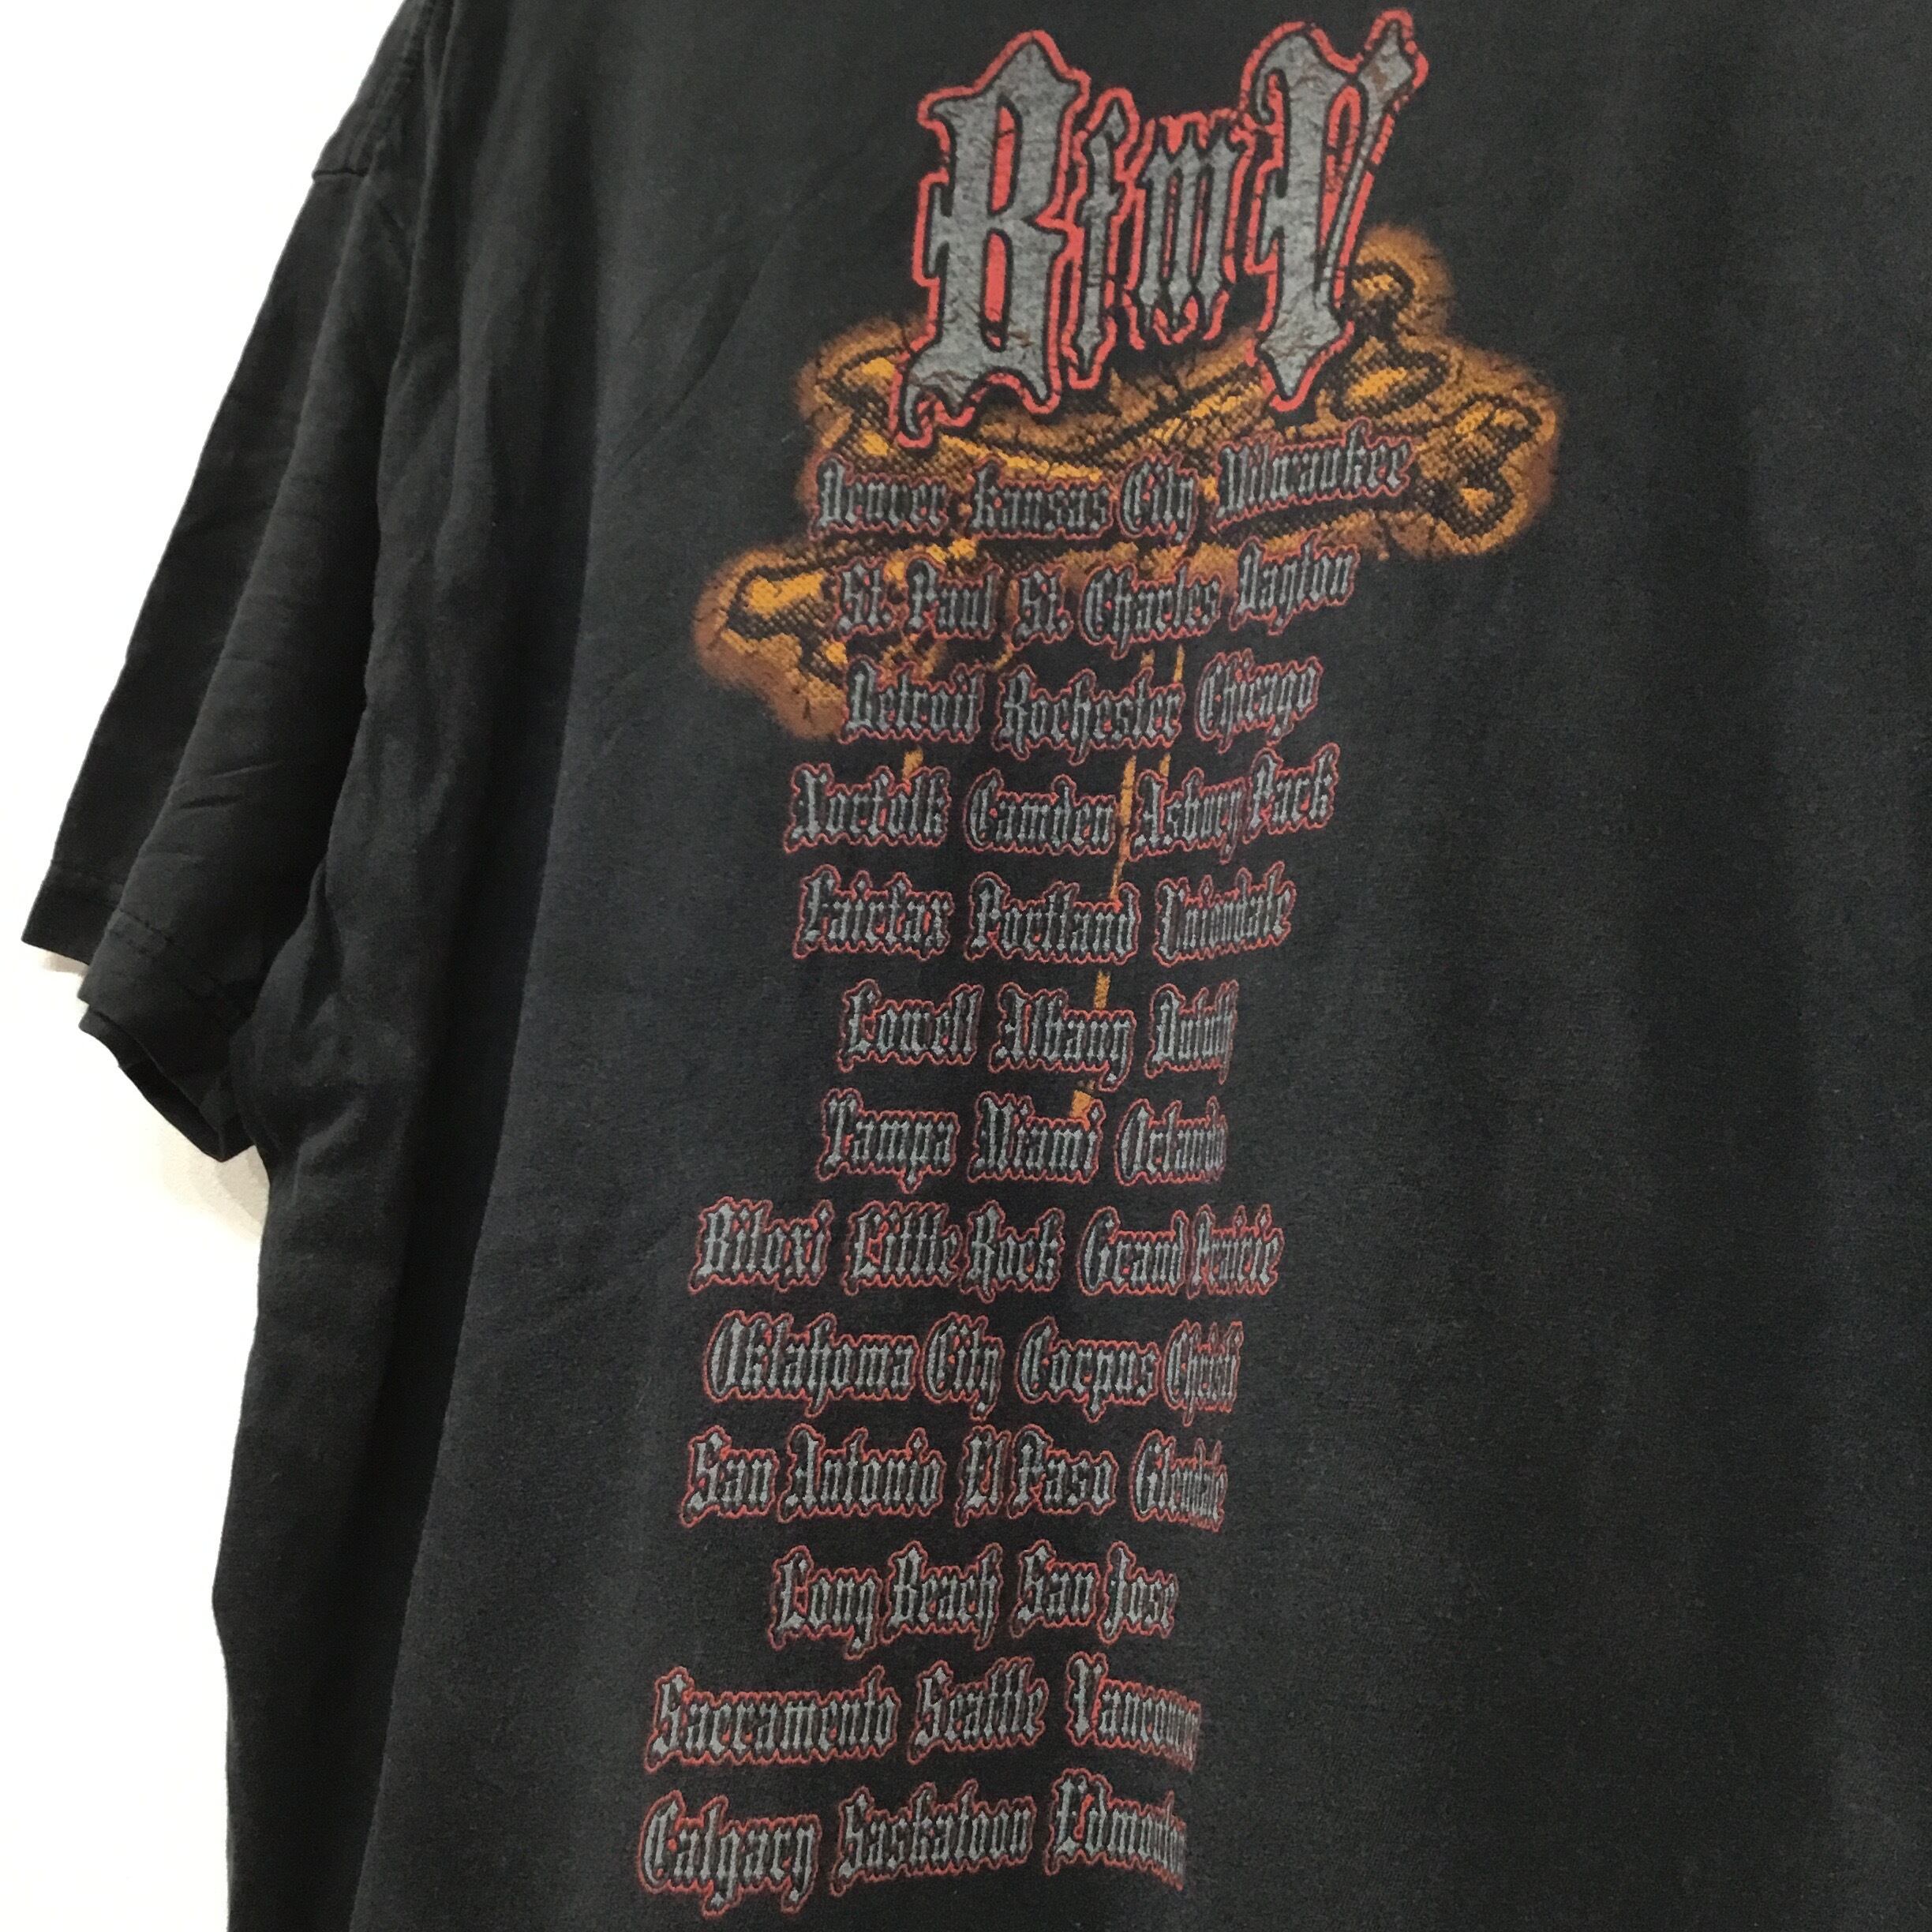 BfmV
Denver Kansas City Milwaukee
St. Paul St. Charles Dayton
Detroit Rochester Chicago
Norfolk Camden Asbury Park
Fairfax Portland Uniondale
Lowell Albany Duluth
Tampa Miami Orlando
Biloxi Little Rock Grand Prairie
Oklahoma City Corpus Christi
San Antonio El Paso Glendale
Long Beach San Jose
Sacramento Seattle Vancouver
Calgary Saskatoon Edmonton